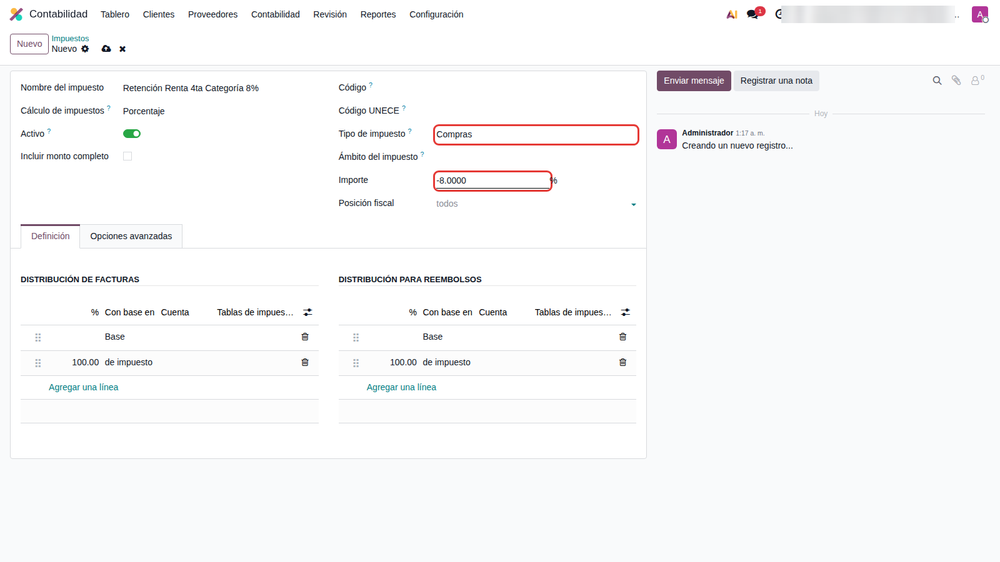 Contabilidad Tablero Clientes Proveedores Contabilidad Revisión Reportes Configuración AI 1 A
Nuevo Impuestos
Nuevo
Nombre del impuesto Retención Renta 4ta Categoría 8%
Cálculo de impuestos ? Porcentaje
Activo ?
Incluir monto completo
Código ?
Código UNECE ?
Tipo de impuesto ? Compras
Ámbito del impuesto ?
Importe -8.0000 %
Posición fiscal todos
Enviar mensaje Registrar una nota 0
Hoy
A Administrador 1:17 a. m.
Creando un nuevo registro...
Definición Opciones avanzadas
DISTRIBUCIÓN DE FACTURAS
% Con base en Cuenta Tablas de impues…
Base
100.00 de impuesto
Agregar una línea
DISTRIBUCIÓN PARA REEMBOLSOS
% Con base en Cuenta Tablas de impues…
Base
100.00 de impuesto
Agregar una línea